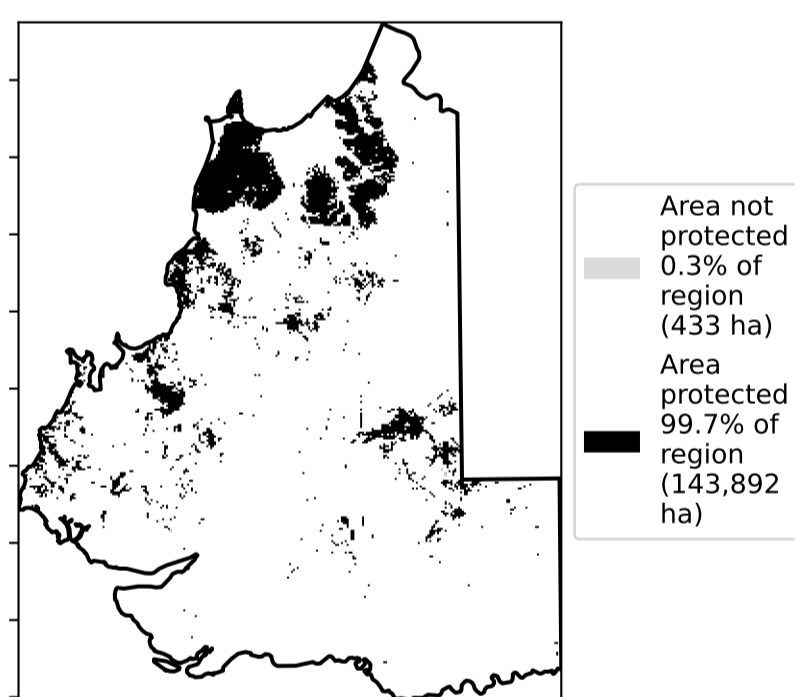 Area not
protected
0.3% of
region
(433 ha)
Area
protected
99.7% of
region
(143,892
ha)